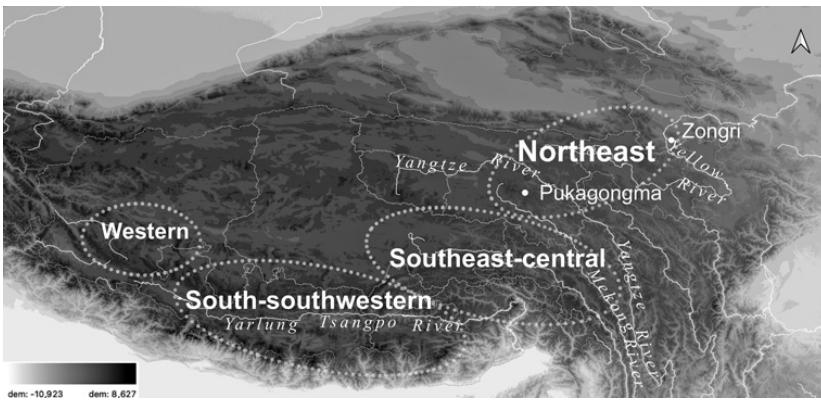 Zongri
Northeast
Yellow River
Yangtze River
Pukagongma
Western
Southeast-central
South-southwestern
Yarlung Tsangpo River
Mekong River
Yangtze River
dem: -10,923 dem: 8,627